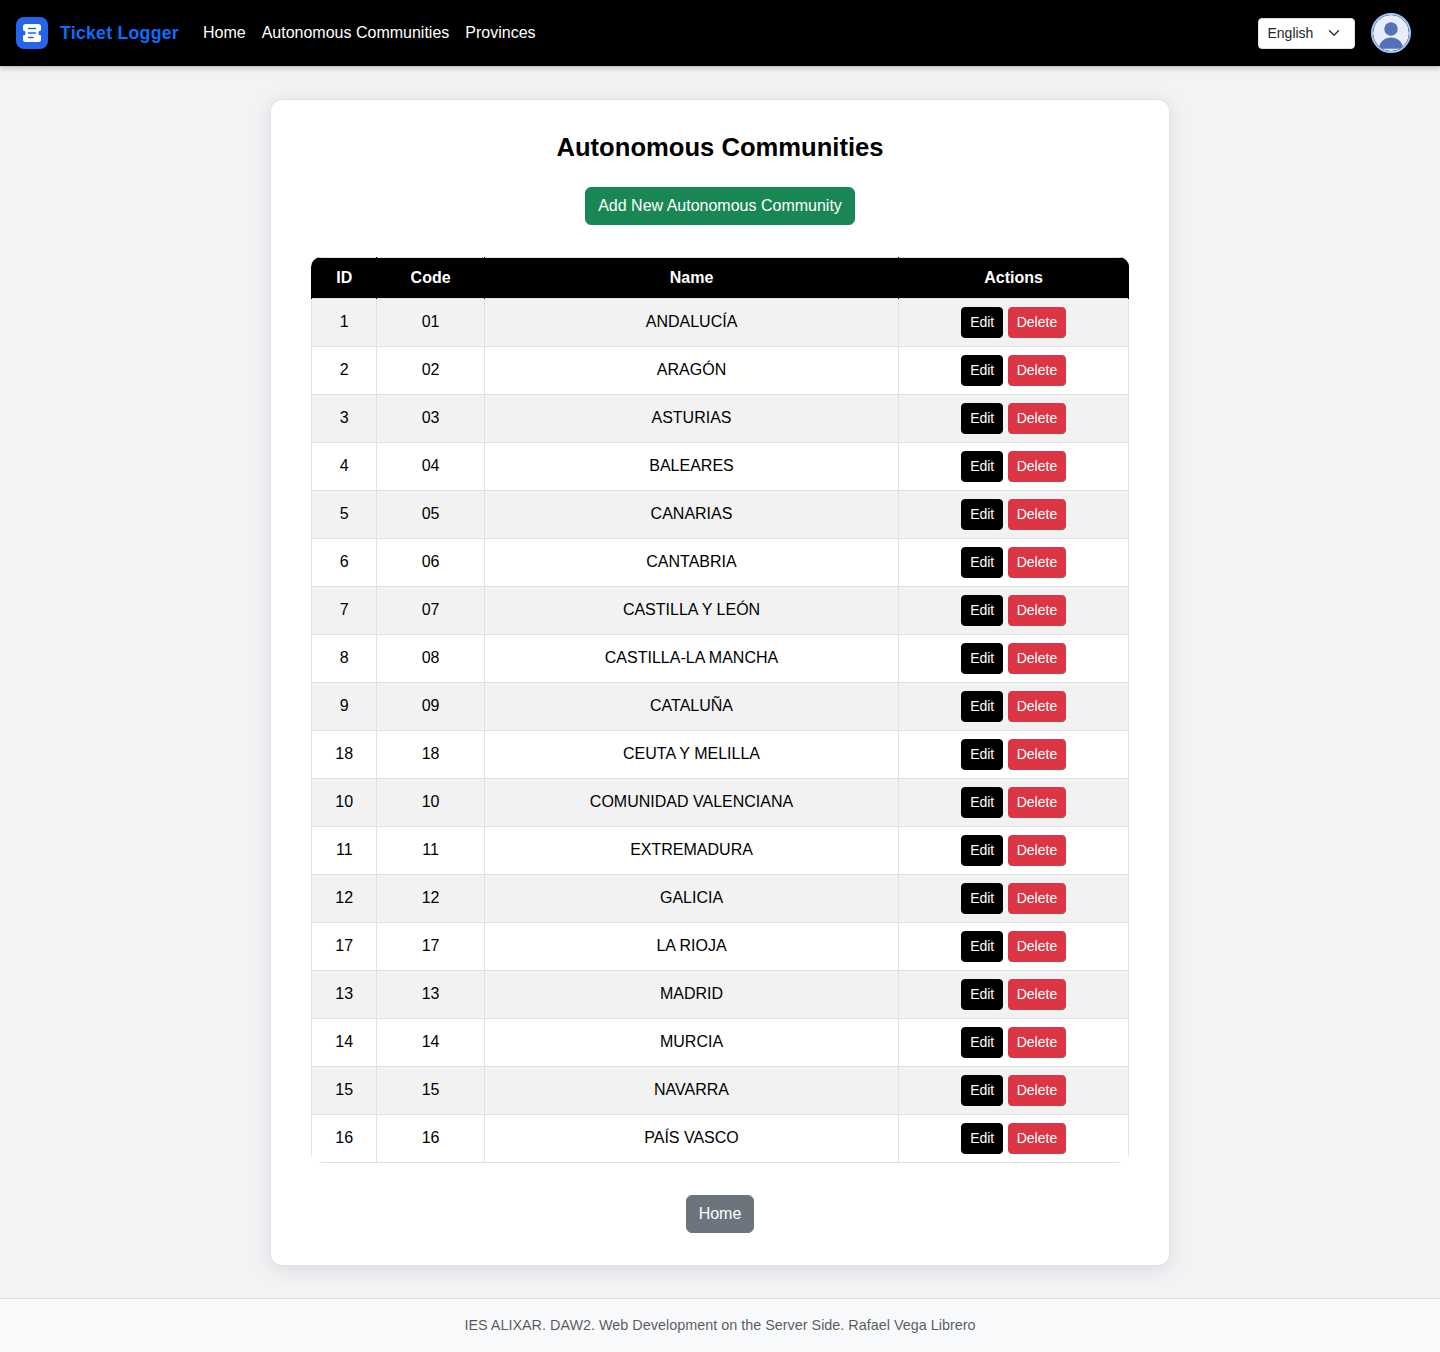 Ticket Logger Home Autonomous Communities Provinces English
Autonomous Communities
Add New Autonomous Community
ID Code Name Actions
1 01 ANDALUCÍA Edit Delete
2 02 ARAGÓN Edit Delete
3 03 ASTURIAS Edit Delete
4 04 BALEARES Edit Delete
5 05 CANARIAS Edit Delete
6 06 CANTABRIA Edit Delete
7 07 CASTILLA Y LEÓN Edit Delete
8 08 CASTILLA-LA MANCHA Edit Delete
9 09 CATALUÑA Edit Delete
18 18 CEUTA Y MELILLA Edit Delete
10 10 COMUNIDAD VALENCIANA Edit Delete
11 11 EXTREMADURA Edit Delete
12 12 GALICIA Edit Delete
17 17 LA RIOJA Edit Delete
13 13 MADRID Edit Delete
14 14 MURCIA Edit Delete
15 15 NAVARRA Edit Delete
16 16 PAÍS VASCO Edit Delete
Home
IES ALIXAR. DAW2. Web Development on the Server Side. Rafael Vega Librero